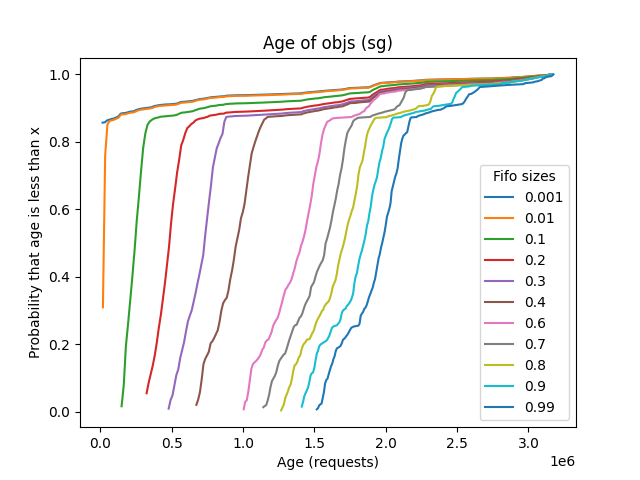 Age of objs (sg)
Probability that age is less than x
1.0
0.8
0.6
0.4
0.2
0.0
Fifo sizes
0.001
0.01
0.1
0.2
0.3
0.4
0.6
0.7
0.8
0.9
0.99
0.0 0.5 1.0 1.5 2.0 2.5 3.0
1e6
Age (requests)